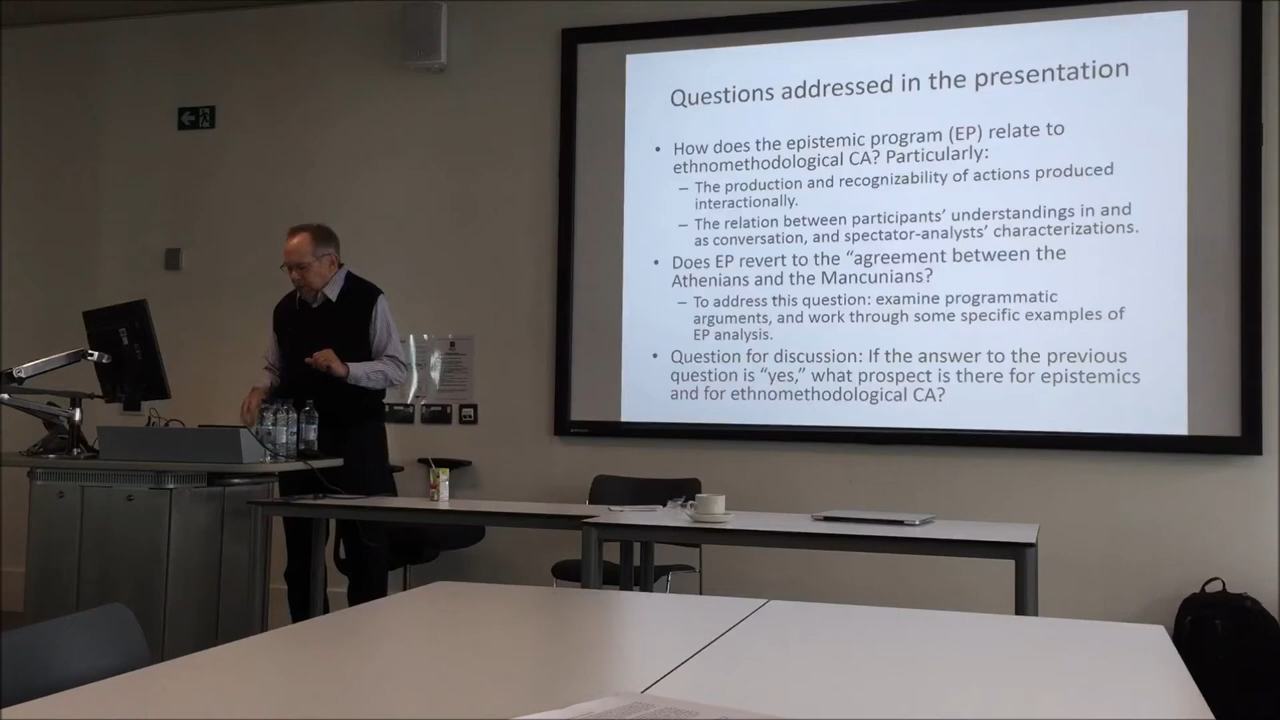 Questions addressed in the presentation
• How does the epistemic program (EP) relate to
ethnomethodological CA? Particularly:
– The production and recognizability of actions produced
interactionally.
– The relation between participants’ understandings in and
as conversation, and spectator-analysts’ characterizations.
• Does EP revert to the “agreement between the
Athenians and the Mancunians?
– To address this question: examine programmatic
arguments, and work through some specific examples of
EP analysis.
• Question for discussion: If the answer to the previous
question is “yes,” what prospect is there for epistemics
and for ethnomethodological CA?